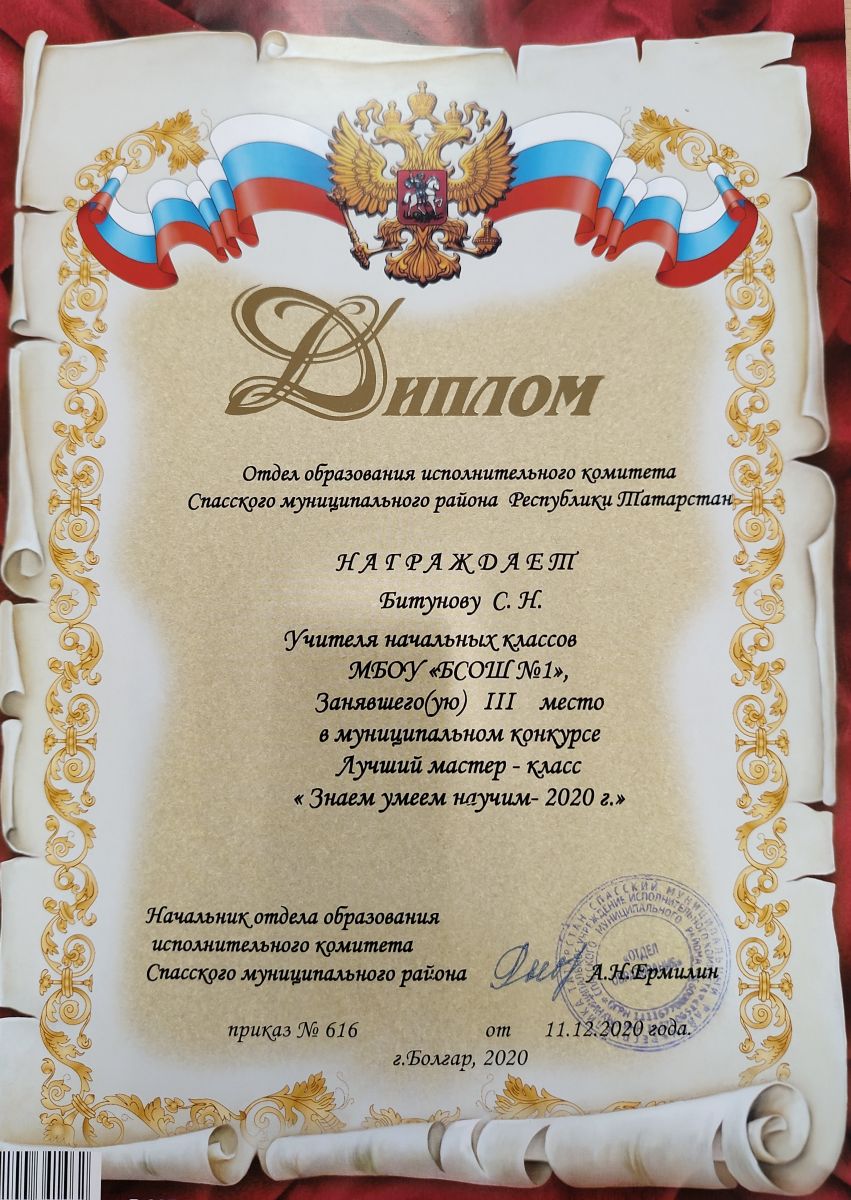 Диплом
Отдел образования исполнительного комитета
Спасского муниципального района Республики Татарстан
НАГРАЖДАЕТ
Битунову С. Н.
Учителя начальных классов
МБОУ «БСОШ №1»,
Занявшего(ую) III место
в муниципальном конкурсе
Лучший мастер - класс
« Знаем умеем научим- 2020 г.»
Начальник отдела образования
исполнительного комитета
Спасского муниципального района А.Н.Ермилин
приказ № 616 от 11.12.2020 года.
г.Болгар, 2020